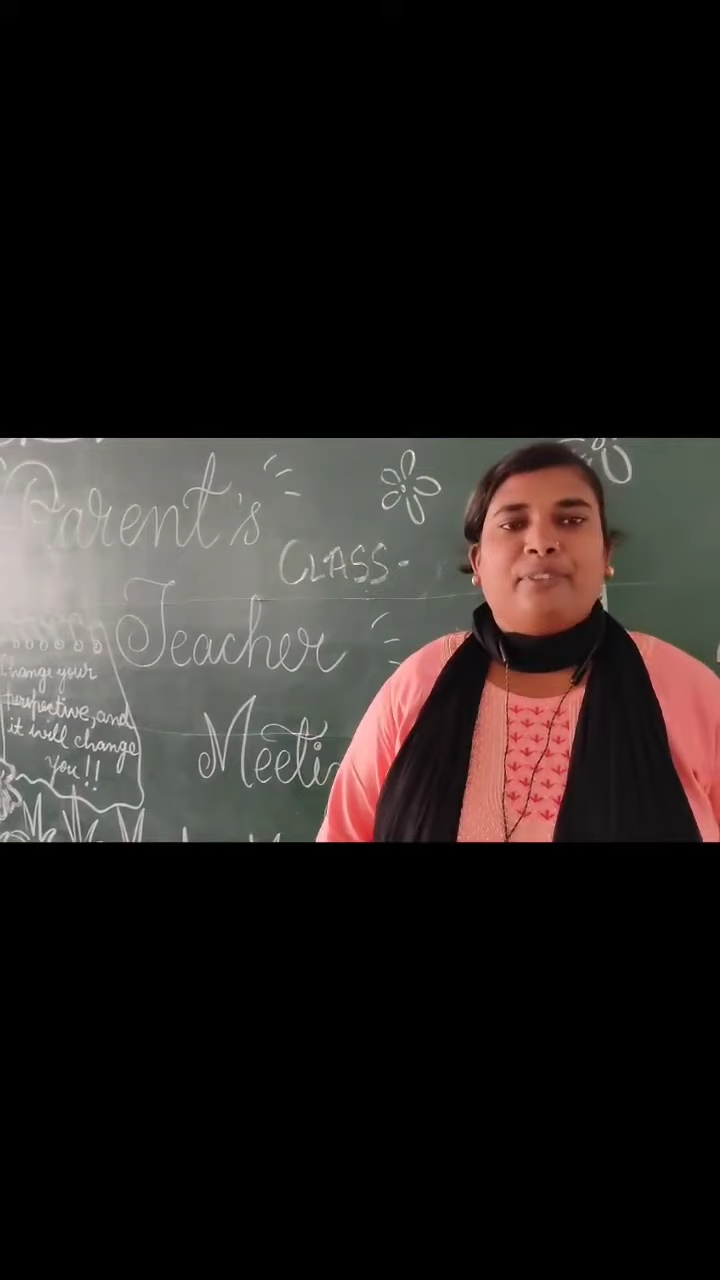 Parent's
CLASS-
Teacher
Meeti
change your
perspective, and
it will change
you!!